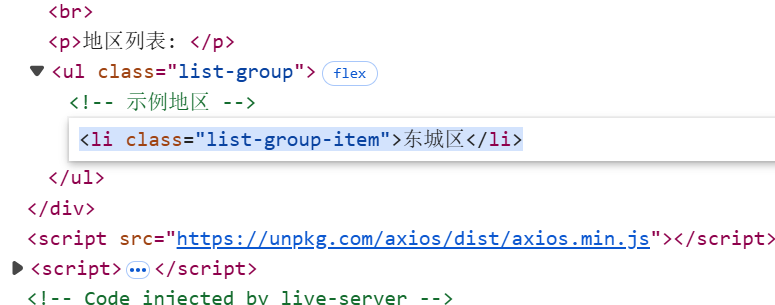 <br>
<p>地区列表: </p>
<ul class="list-group"> flex
<!-- 示例地区 -->
<li class="list-group-item">东城区</li>
</ul>
</div>
<script src="https://unpkg.com/axios/dist/axios.min.js"></script>
<script> ••• </script>
<!-- Code injected by live-server -->